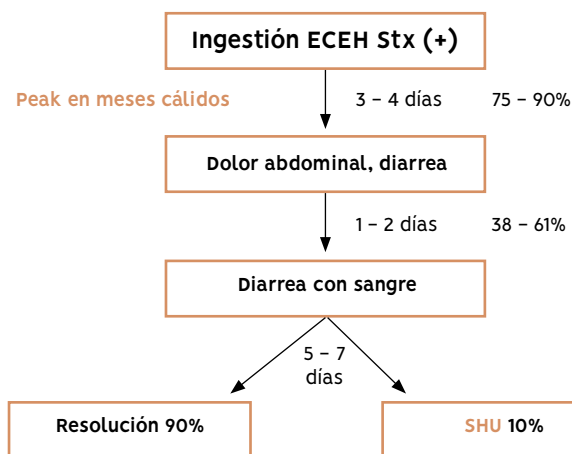 Ingestión ECEH Stx (+)
Peak en meses cálidos
3 – 4 días
75 – 90%
Dolor abdominal, diarrea
1 – 2 días
38 – 61%
Diarrea con sangre
5 – 7
días
Resolución 90%
SHU 10%